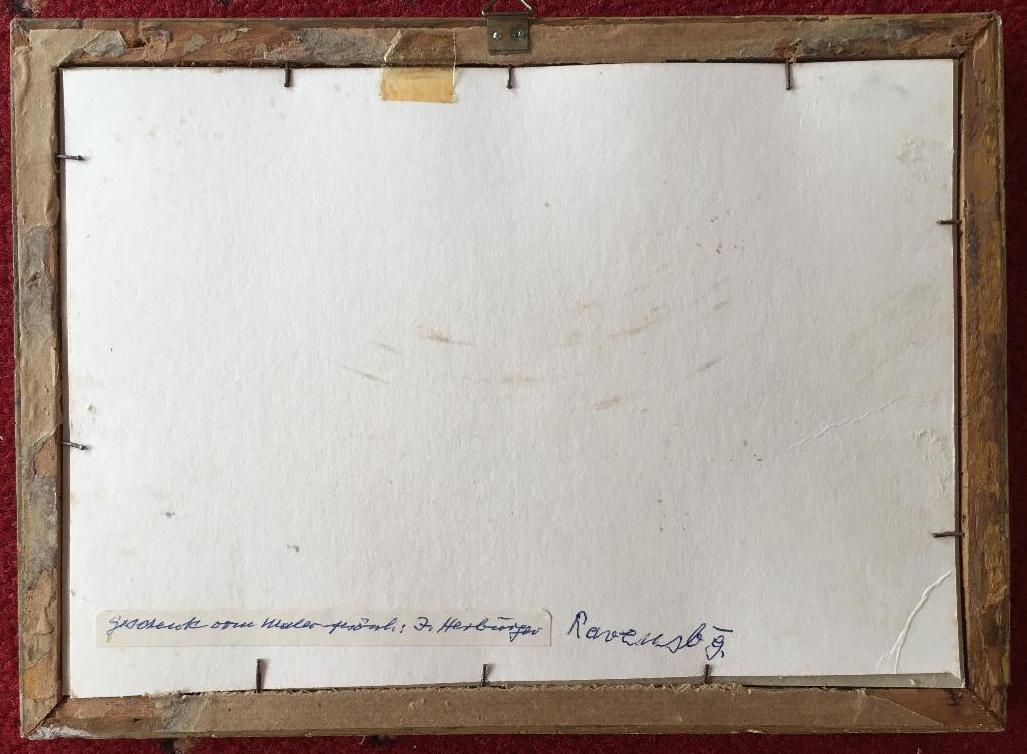 Geschenk vom Maler persönl.: J. Herburger Ravensbg.